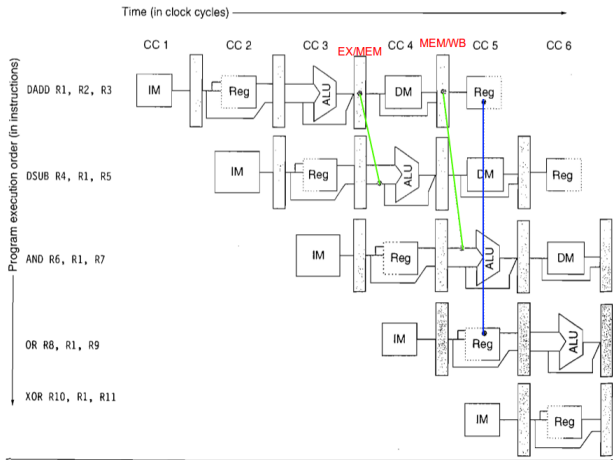 Time (in clock cycles)
CC 1 CC 2 CC 3 CC 4 CC 5 CC 6
EX/MEM MEM/WB
Program execution order (in instructions)
DADD R1, R2, R3
IM Reg ALU DM Reg
DSUB R4, R1, R5
IM Reg ALU DM Reg
AND R6, R1, R7
IM Reg ALU DM
OR R8, R1, R9
IM Reg ALU
XOR R10, R1, R11
IM Reg